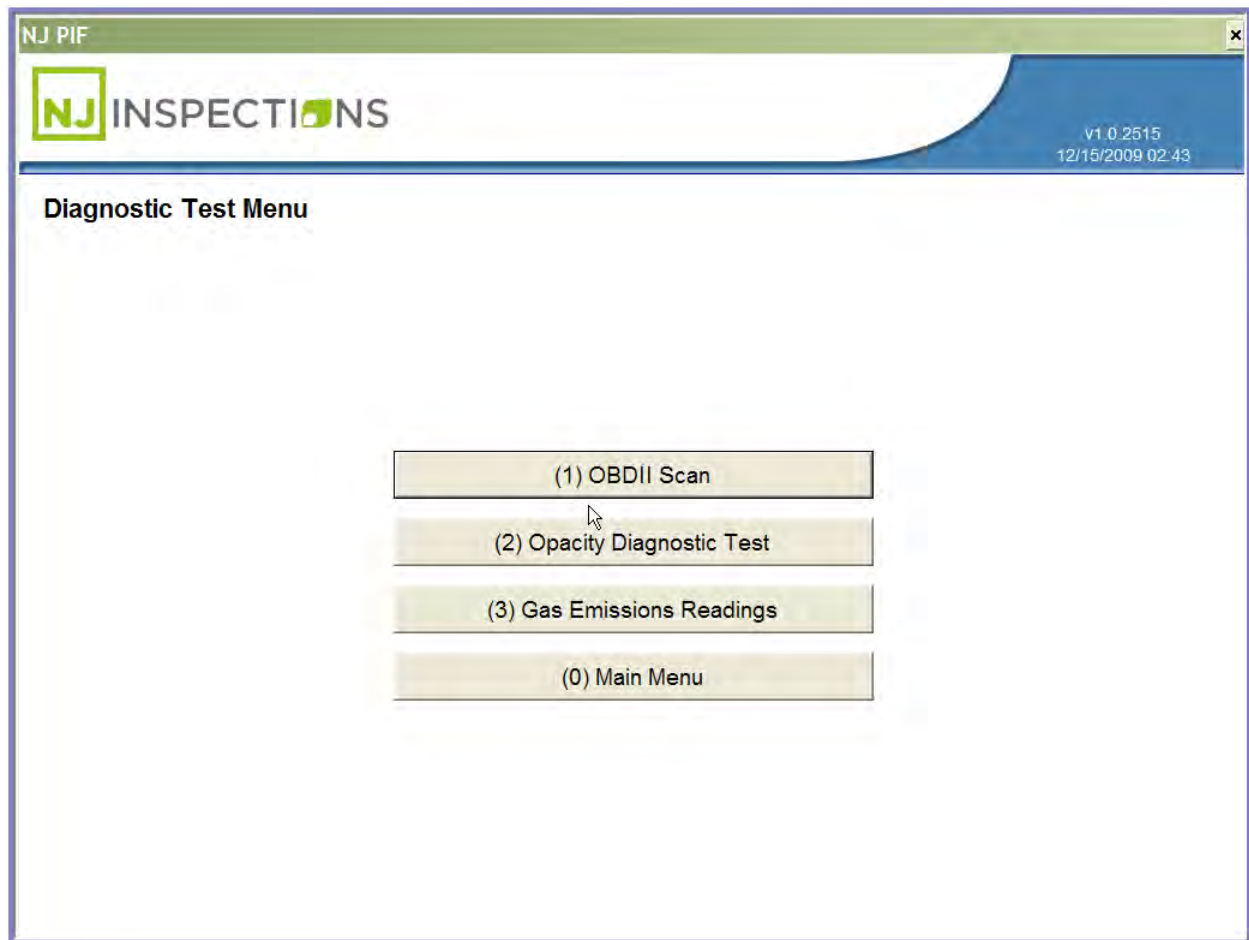 NJ PIF
NJ INSPECTIONS
v1.0.2515
12/15/2009 02:43
Diagnostic Test Menu
(1) OBDII Scan
(2) Opacity Diagnostic Test
(3) Gas Emissions Readings
(0) Main Menu